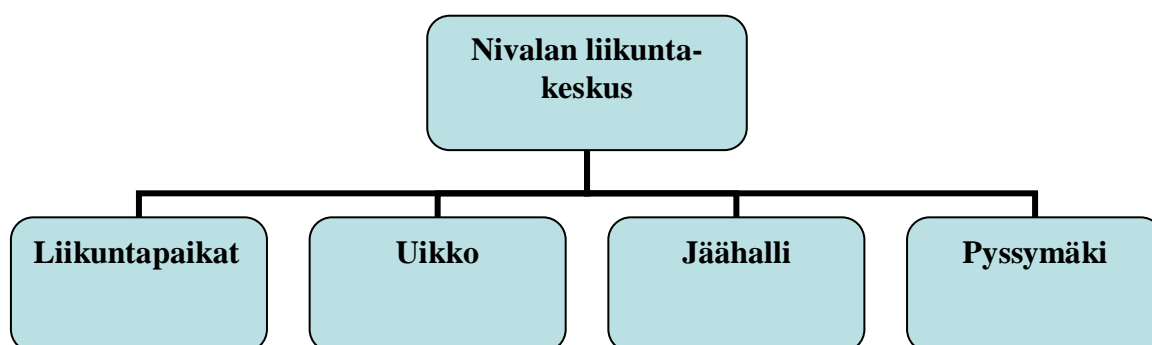 Nivalan liikunta-
keskus
Liikuntapaikat
Uikko
Jäähalli
Pyssymäki